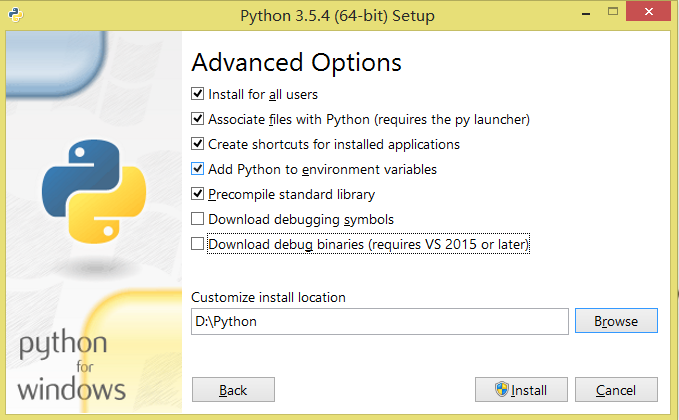 Python 3.5.4 (64-bit) Setup
Advanced Options
Install for all users
Associate files with Python (requires the py launcher)
Create shortcuts for installed applications
Add Python to environment variables
Precompile standard library
Download debugging symbols
Download debug binaries (requires VS 2015 or later)
Customize install location
D:\Python
Browse
python
for
windows
Back
Install
Cancel